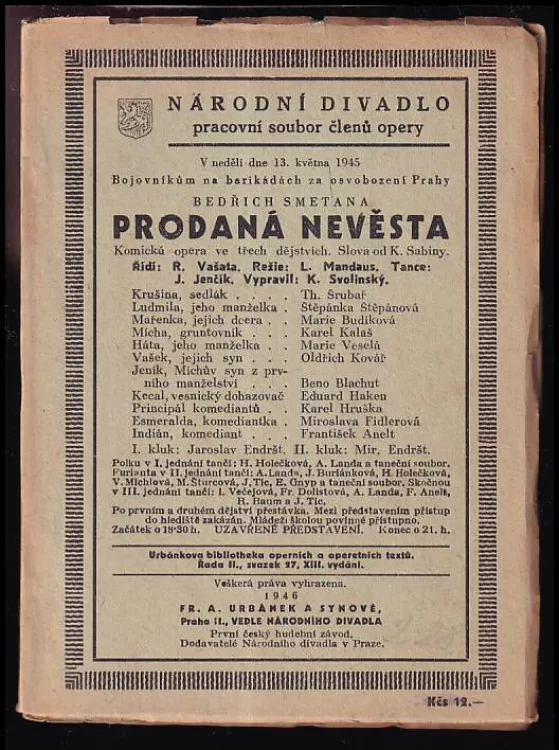 NÁRODNÍ DIVADLO
pracovní soubor členů opery
V neděli dne 13. května 1945
Bojovníkům na barikádách za osvobození Prahy
BEDŘICH SMETANA
PRODANÁ NEVĚSTA
Komická opera ve třech dějstvích. Slova od K. Sabiny.
Řídí: R. Vašata. Režie: L. Mandaus. Tance:
J. Jenčík. Vypravil: K. Svolinský.
Krušina, sedlák . . . . Th. Šrubař
Ludmila, jeho manželka . Štěpánka Štěpánová
Mařenka, jejich dcera . . Marie Budíková
Mícha, gruntovník . . . Karel Kalaš
Háta, jeho manželka . . Marie Veselá
Vašek, jejich syn . . . Oldřich Kovář
Jeník, Míchův syn z prv-
ního manželství . . . Beno Blachut
Kecal, vesnický dohazovač Eduard Haken
Principál komediantů . . Karel Hruška
Esmeralda, komediantka . Miroslava Fidlerová
Indián, komediant . . František Anelt
I. kluk: Jaroslav Endršt. II. kluk: Mir. Endršt.
Polku v I. jednání tančí: H. Holečková, A. Landa a taneční soubor.
Furianta v II. jednání tančí: A. Landa, J. Buriánková, H. Holečková,
V. Michlová, M. Šturcová, J. Tic, E. Gnyp a taneční soubor. Skočnou
v III. jednání tančí: I. Večejová, Fr. Dolistová, A. Landa, F. Anelt,
R. Baum a J. Tic.
Po prvním a druhém dějství přestávka. Mezi představením přístup
do hlediště zakázán. Mládeži školou povinné přístupno.
Začátek o 18·30 h. UZAVŘENÉ PŘEDSTAVENÍ. Konec o 21. h.
Urbánkova bibliotheka operních a operetních textů.
Řada II., svazek 27, XIII. vydání.
Veškerá práva vyhrazena.
1946
FR. A. URBÁNEK A SYNOVÉ,
Praha II., VEDLE NÁRODNÍHO DIVADLA
První český hudební závod.
Dodavatelé Národního divadla v Praze.
Kčs 12.—